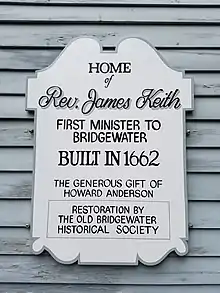 HOME
of
Rev. James Keith
FIRST MINISTER TO
BRIDGEWATER
BUILT IN 1662
THE GENEROUS GIFT OF
HOWARD ANDERSON
RESTORATION BY
THE OLD BRIDGEWATER
HISTORICAL SOCIETY